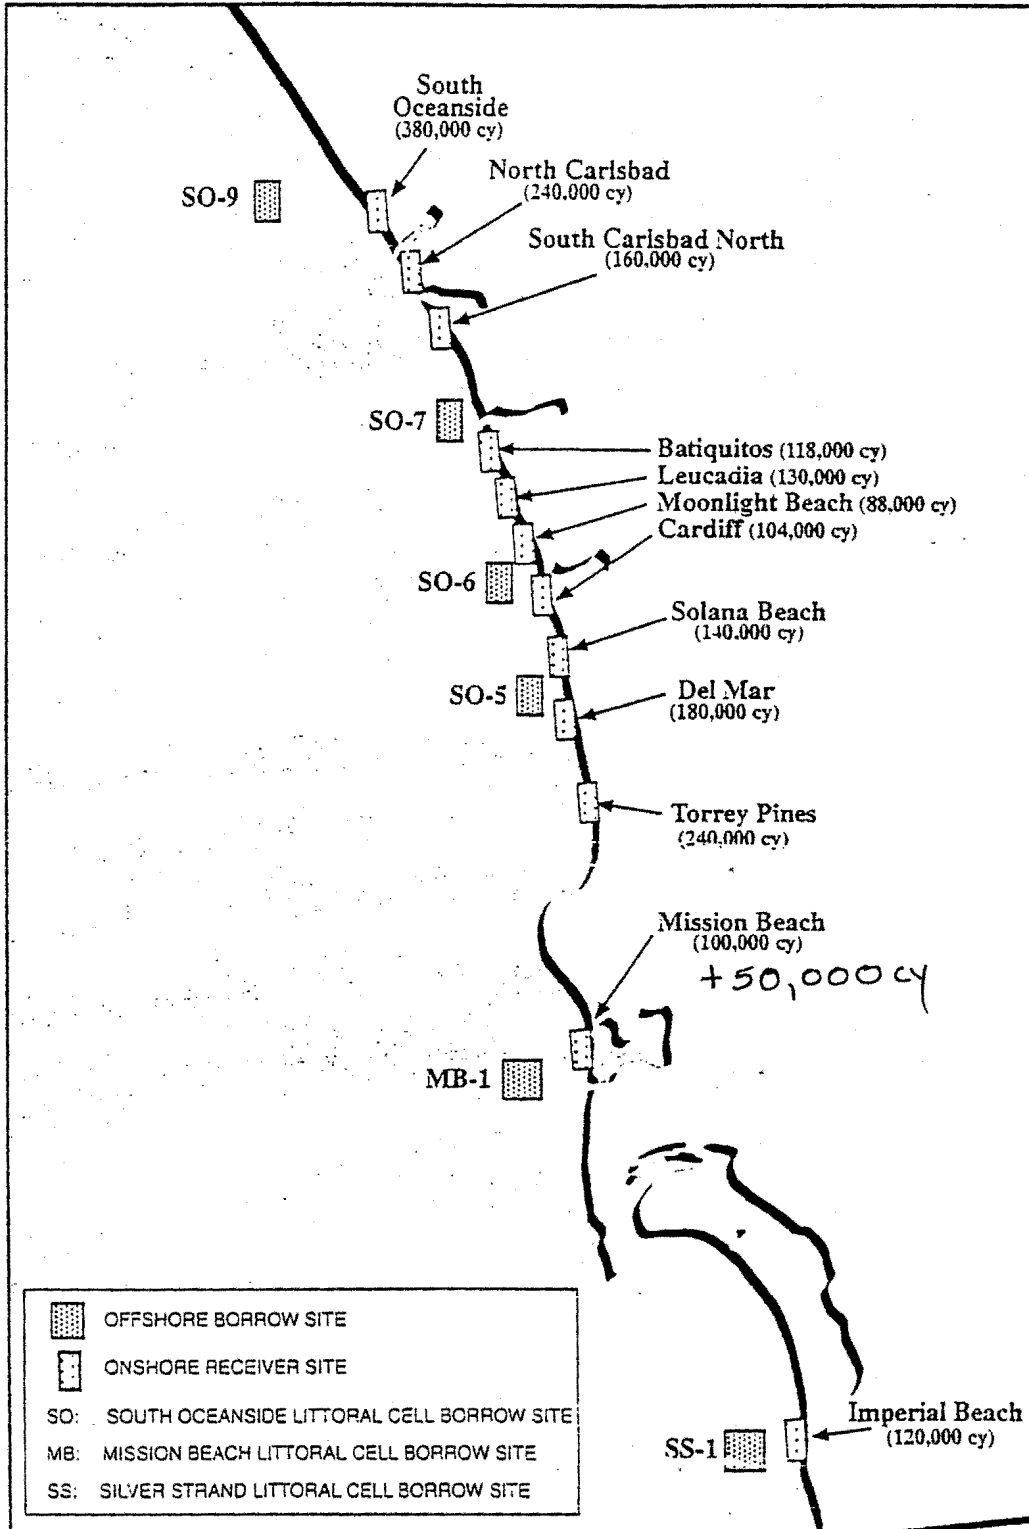 South
Oceanside
(380,000 cy)
North Carlsbad
(240,000 cy)
SO-9
South Carlsbad North
(160,000 cy)
SO-7
Batiquitos (118,000 cy)
Leucadia (130,000 cy)
Moonlight Beach (88,000 cy)
Cardiff (104,000 cy)
SO-6
Solana Beach
(140,000 cy)
SO-5
Del Mar
(180,000 cy)
Torrey Pines
(240,000 cy)
Mission Beach
(100,000 cy)
+50,000 cy
MB-1
OFFSHORE BORROW SITE
ONSHORE RECEIVER SITE
SO: SOUTH OCEANSIDE LITTORAL CELL BORROW SITE
MB: MISSION BEACH LITTORAL CELL BORROW SITE
SS: SILVER STRAND LITTORAL CELL BORROW SITE
Imperial Beach
(120,000 cy)
SS-1